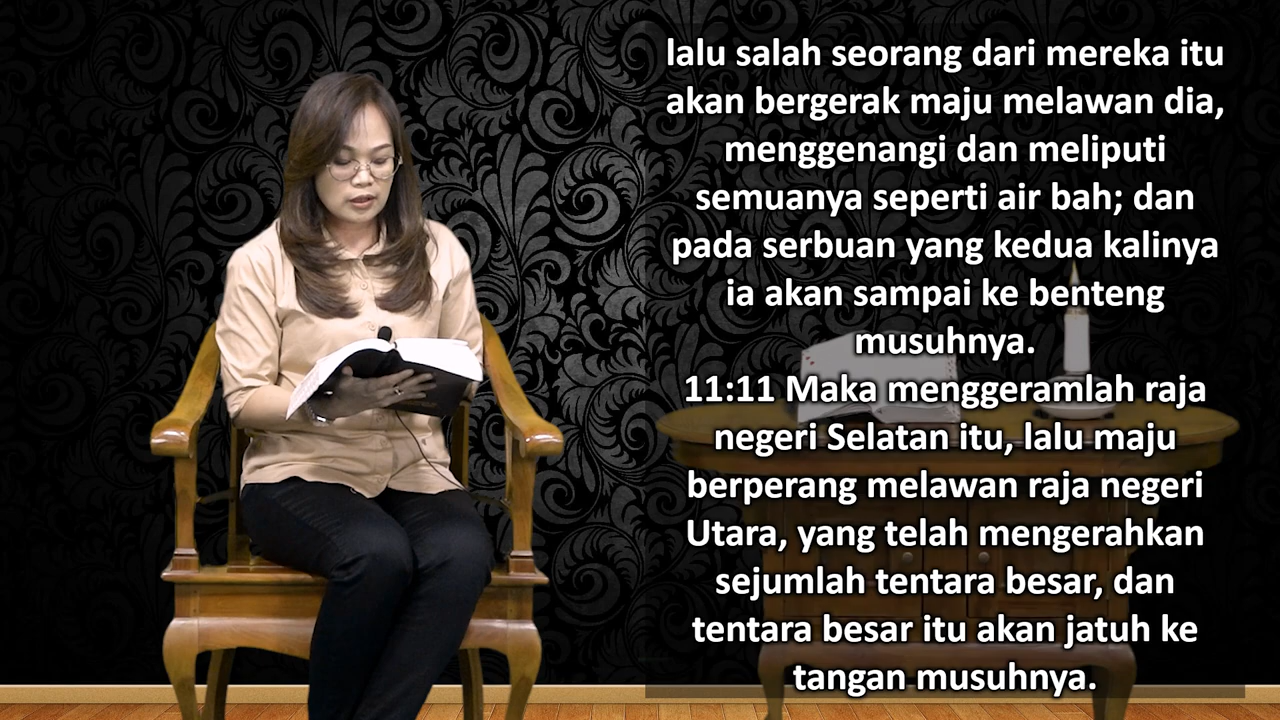 lalu salah seorang dari mereka itu
akan bergerak maju melawan dia,
menggenangi dan meliputi
semuanya seperti air bah; dan
pada serbuan yang kedua kalinya
ia akan sampai ke benteng
musuhnya.
11:11 Maka menggeramlah raja
negeri Selatan itu, lalu maju
berperang melawan raja negeri
Utara, yang telah mengerahkan
sejumlah tentara besar, dan
tentara besar itu akan jatuh ke
tangan musuhnya.